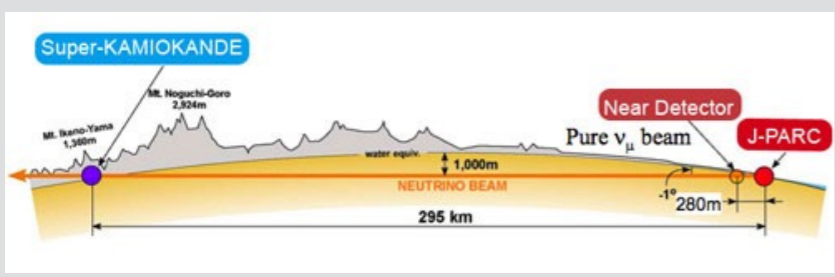 Super-KAMIOKANDE
Mt. Noguchi-Goro
2,924m
Mt. Ikeno-Yama
1,360m
Near Detector
Pure νμ beam
J-PARC
water equiv.
1,000m
NEUTRINO BEAM
-1°
280m
295 km